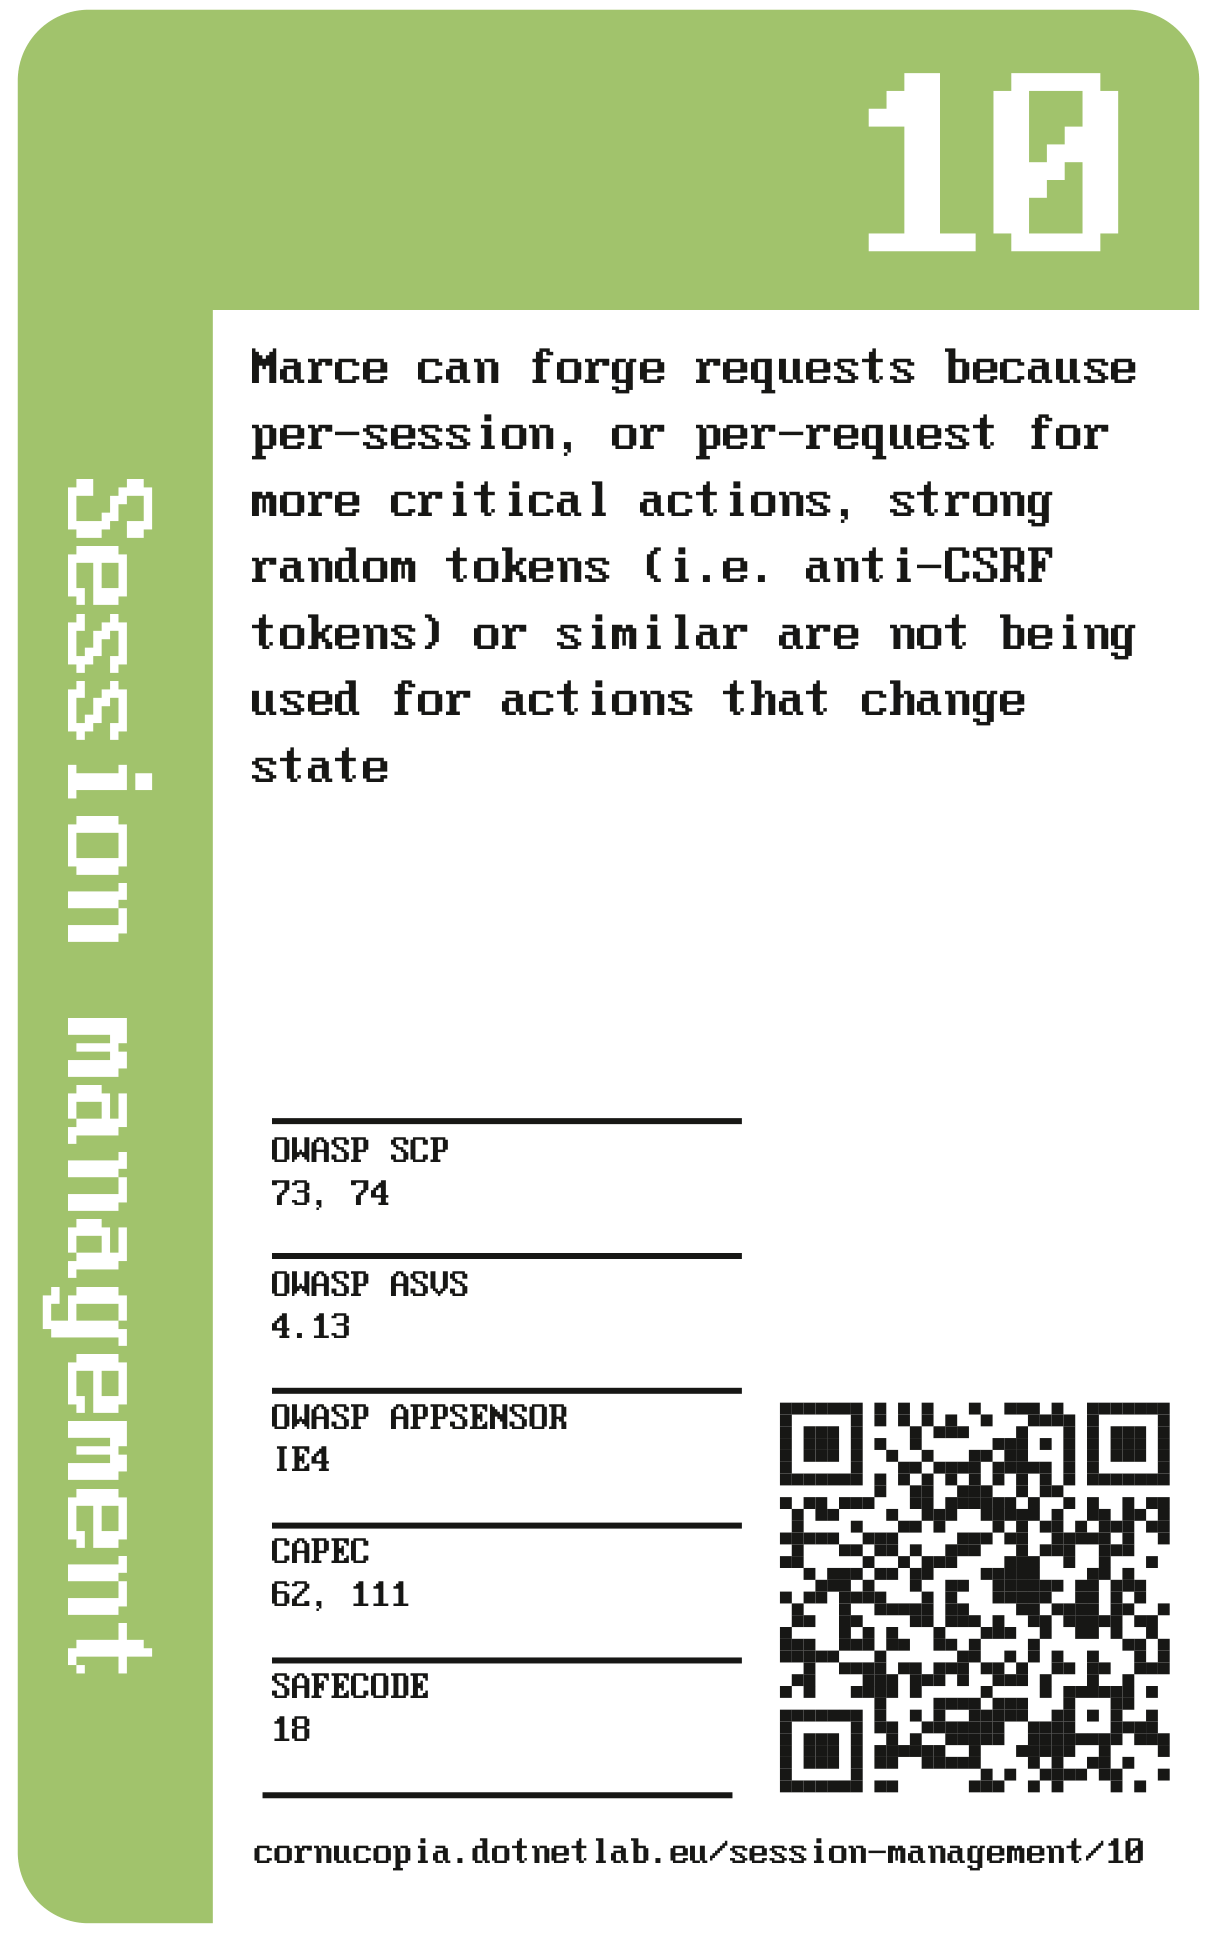 10
Session management
Marce can forge requests because
per-session, or per-request for
more critical actions, strong
random tokens (i.e. anti-CSRF
tokens) or similar are not being
used for actions that change
state
OWASP SCP
73, 74
OWASP ASVS
4.13
OWASP APPSENSOR
IE4
CAPEC
62, 111
SAFECODE
18
cornucopia.dotnetlab.eu/session-management/10